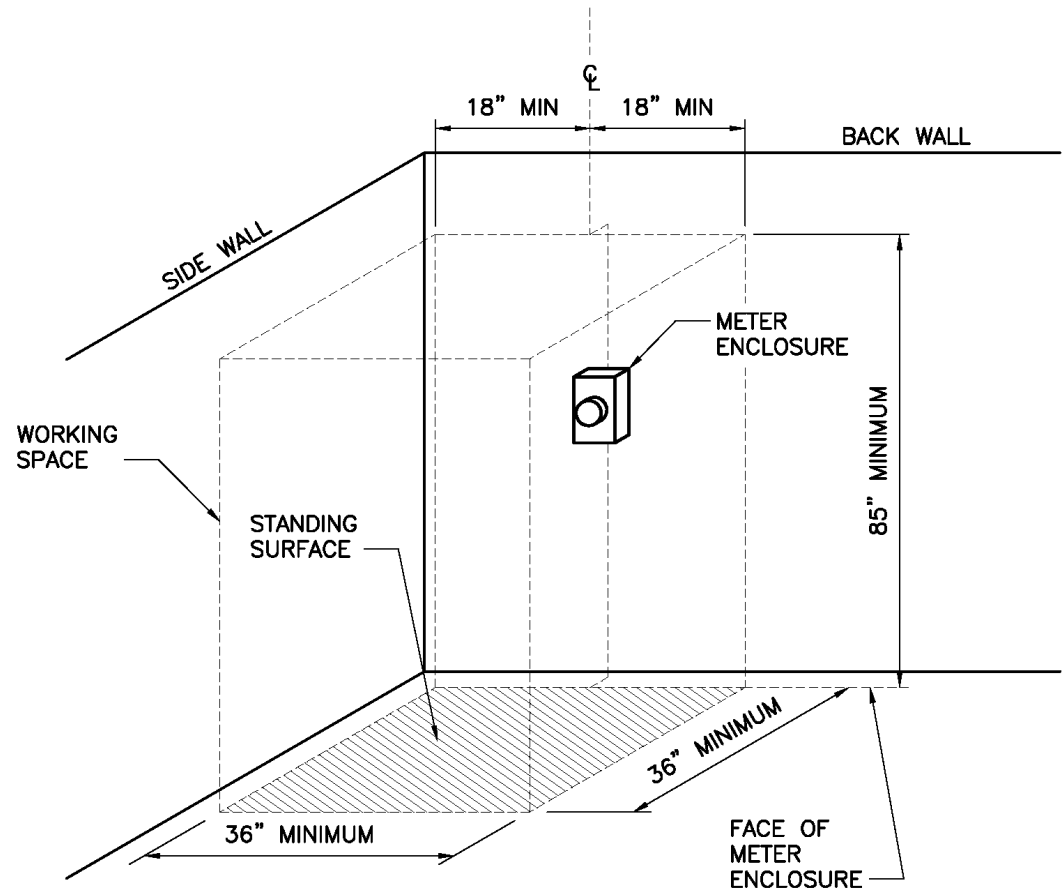 ℄
18" MIN
18" MIN
BACK WALL
SIDE WALL
METER
ENCLOSURE
WORKING
SPACE
85" MINIMUM
STANDING
SURFACE
36" MINIMUM
36" MINIMUM
FACE OF
METER
ENCLOSURE